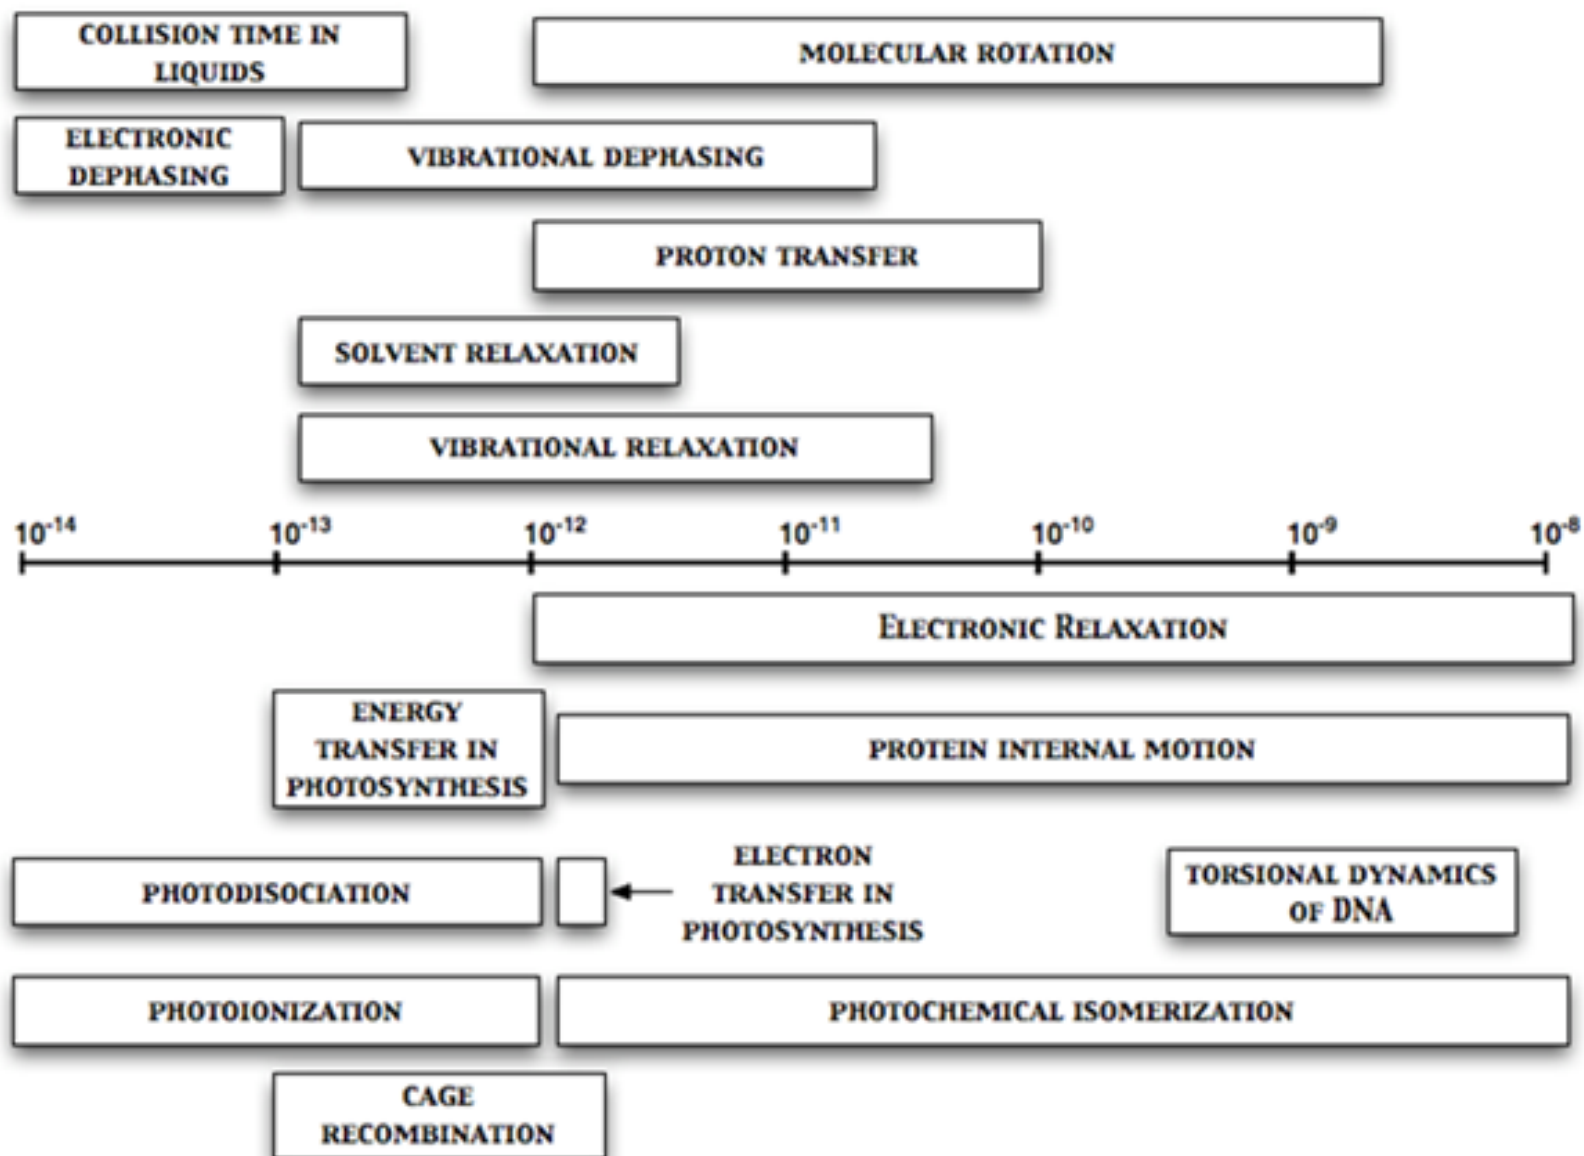 COLLISION TIME IN
LIQUIDS
MOLECULAR ROTATION
ELECTRONIC
DEPHASING
VIBRATIONAL DEPHASING
PROTON TRANSFER
SOLVENT RELAXATION
VIBRATIONAL RELAXATION
10⁻¹⁴ 10⁻¹³ 10⁻¹² 10⁻¹¹ 10⁻¹⁰ 10⁻⁹ 10⁻⁸
ELECTRONIC RELAXATION
ENERGY
TRANSFER IN
PHOTOSYNTHESIS
PROTEIN INTERNAL MOTION
PHOTODISOCIATION
ELECTRON
TRANSFER IN
PHOTOSYNTHESIS
TORSIONAL DYNAMICS
OF DNA
PHOTOIONIZATION
PHOTOCHEMICAL ISOMERIZATION
CAGE
RECOMBINATION